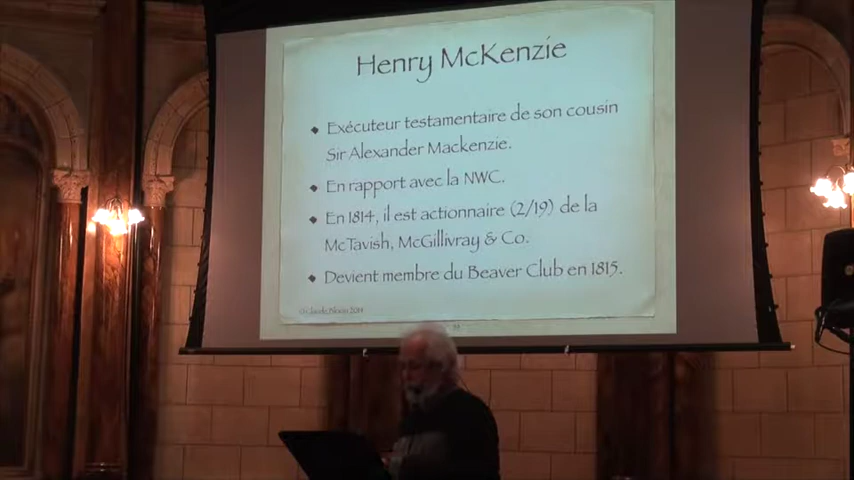 Henry McKenzie
Exécuteur testamentaire de son cousin
Sir Alexander Mackenzie.
En rapport avec la NWC.
En 1814, il est actionnaire (2/19) de la
McTavish, McGillivray & Co.
Devient membre du Beaver Club en 1815.